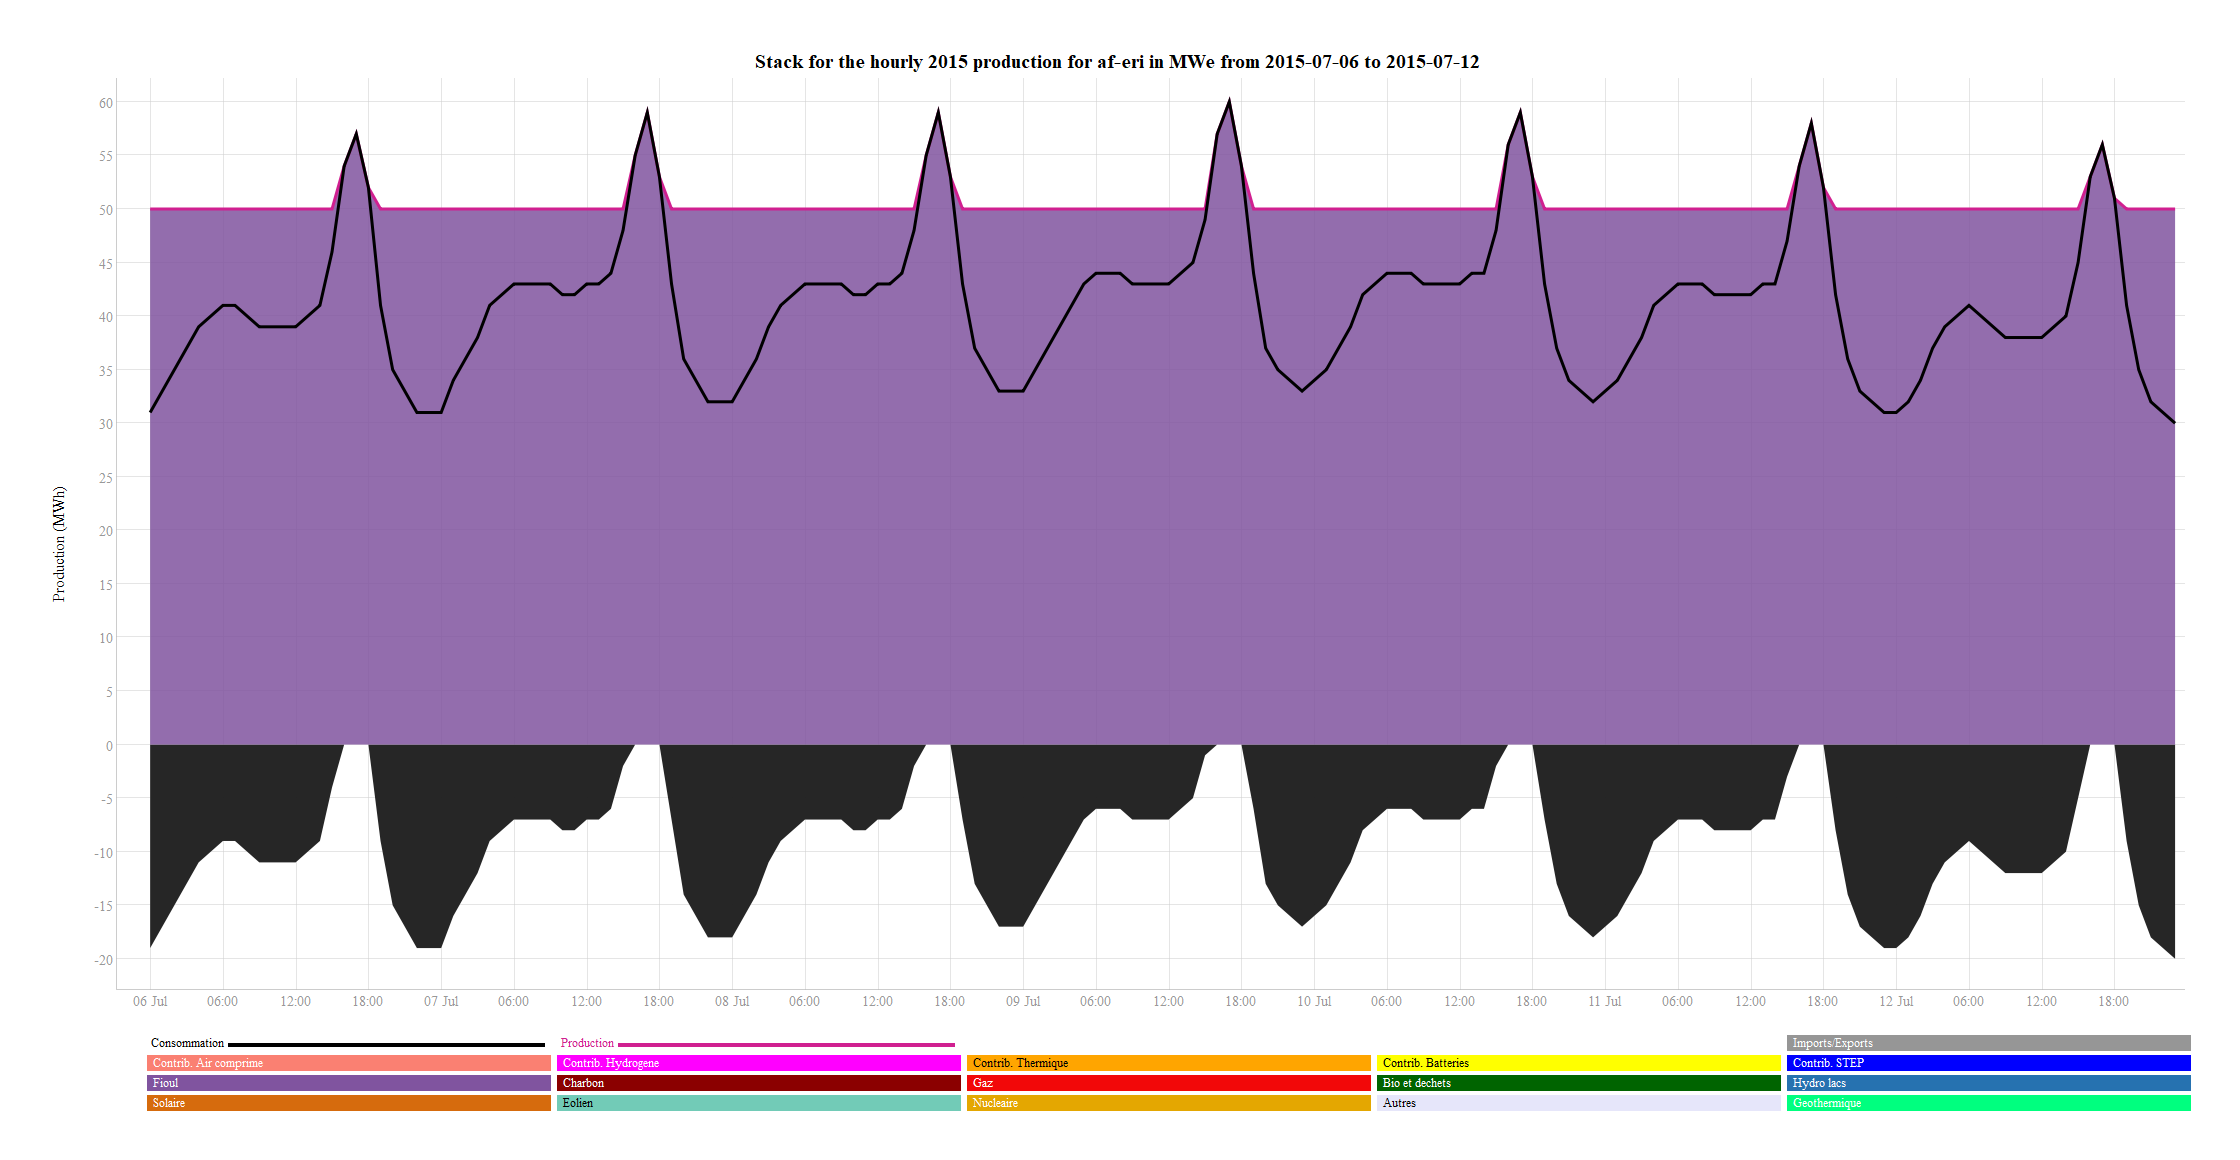 Stack for the hourly 2015 production for af-eri in MWe from 2015-07-06 to 2015-07-12
60
55
50
45
40
35
30
25
20
15
10
5
0
-5
-10
-15
-20
Production (MWh)
06 Jul 06:00 12:00 18:00 07 Jul 06:00 12:00 18:00 08 Jul 06:00 12:00 18:00 09 Jul 06:00 12:00 18:00 10 Jul 06:00 12:00 18:00 11 Jul 06:00 12:00 18:00 12 Jul 06:00 12:00 18:00
Consommation Production Imports/Exports
Contrib. Air comprime Contrib. Hydrogene Contrib. Thermique Contrib. Batteries Contrib. STEP
Fioul Charbon Gaz Bio et dechets Hydro lacs
Solaire Eolien Nucleaire Autres Geothermique